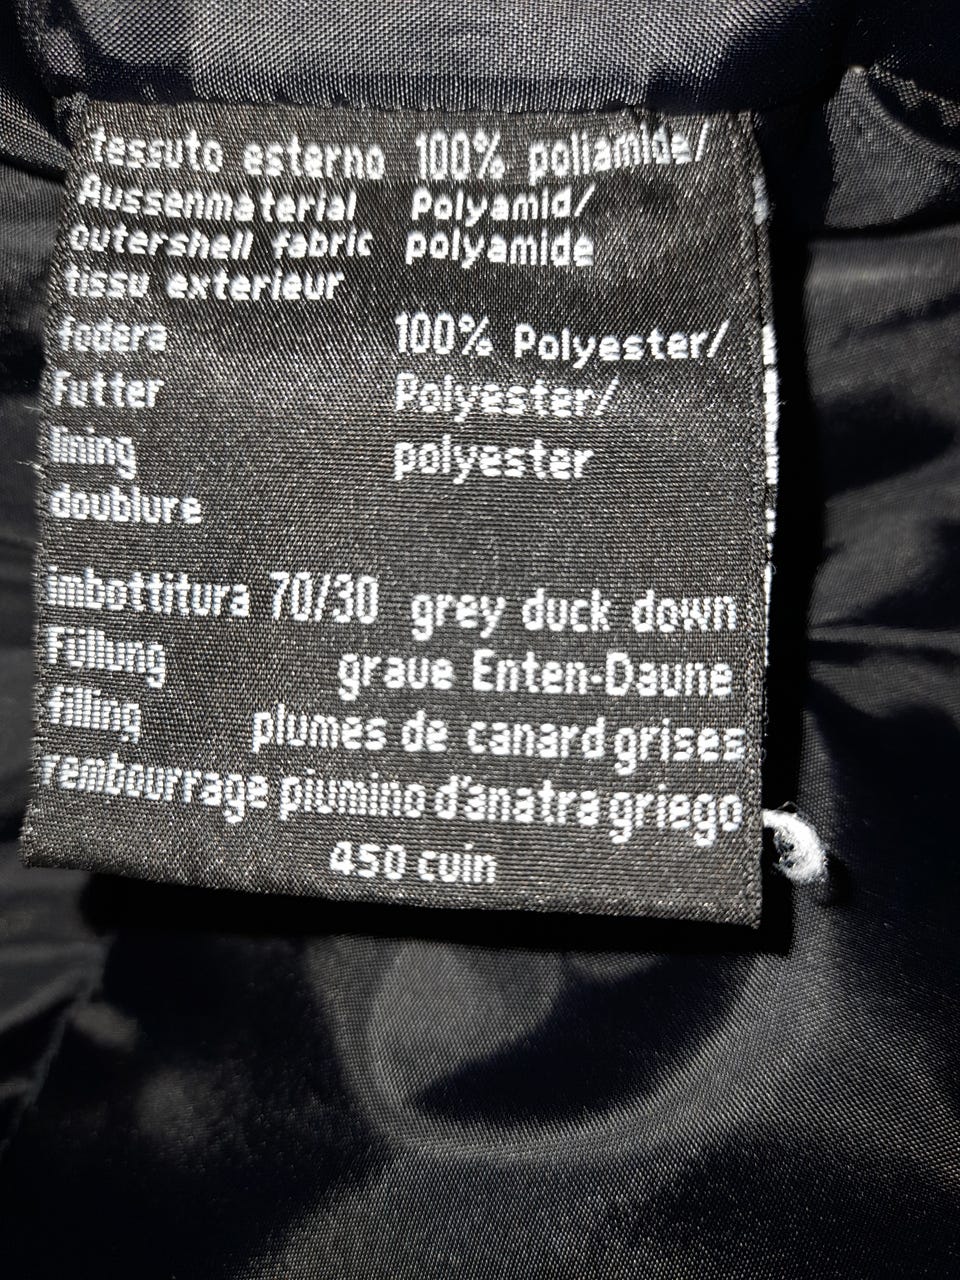 tessuto esterno 100% poliamide/
Aussenmaterial Polyamid/
outershell fabric polyamide
tissu exterieur
fodera 100% Polyester/
Futter Polyester/
lining polyester
doublure
imbottitura 70/30 grey duck down
Füllung graue Enten-Daune
filling plumes de canard grises
rembourrage piumino d'anatra griego
450 cuin